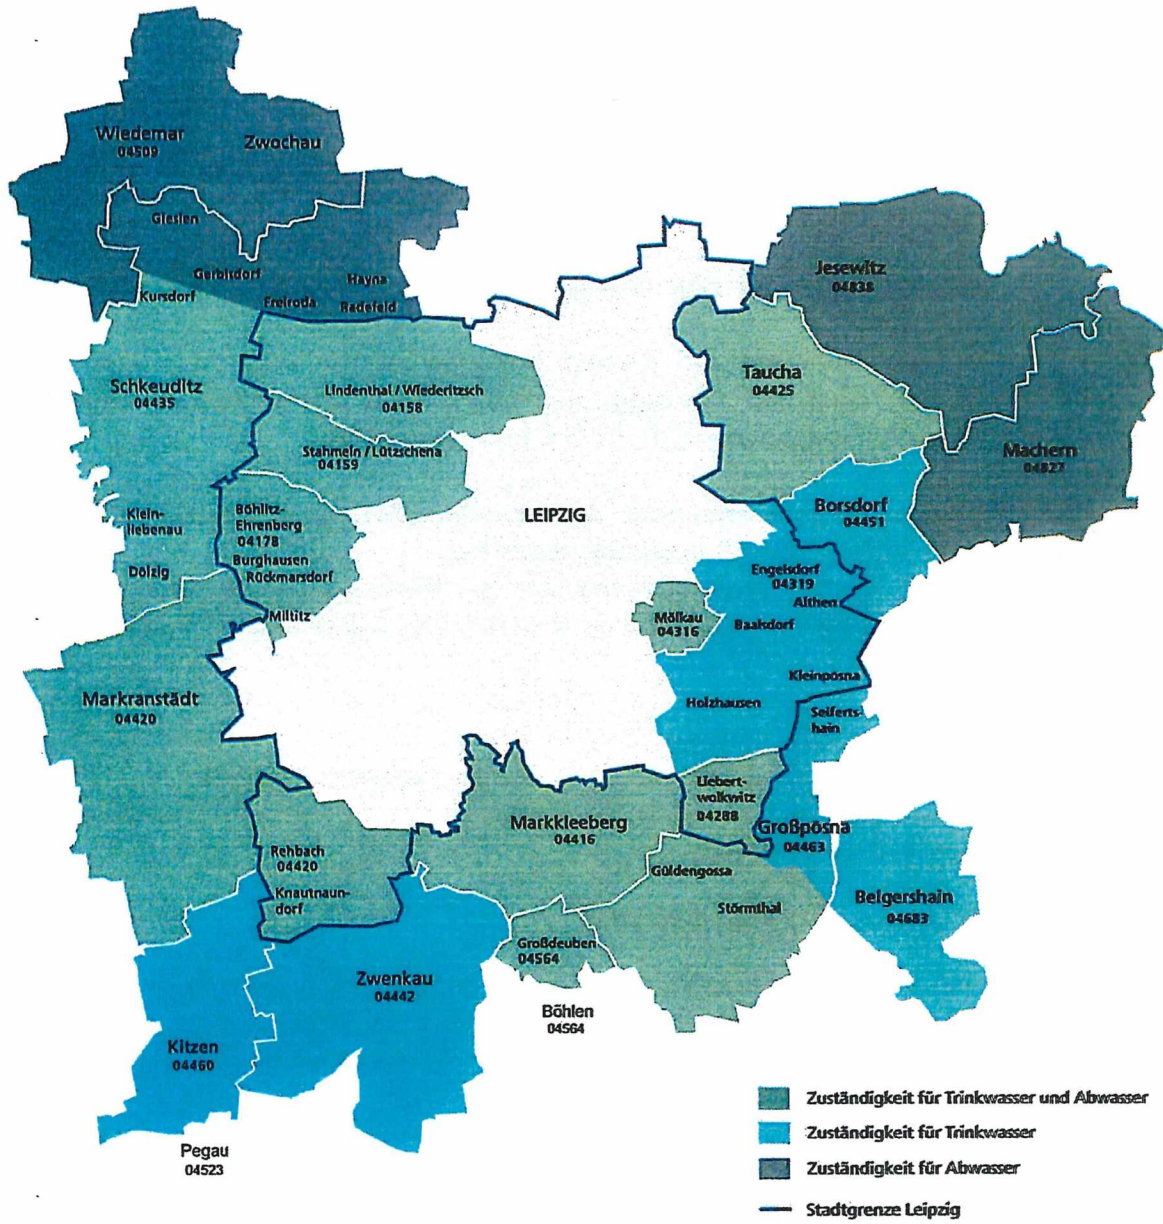 Wiedemar
04509
Zwochau
Glesien
Gerbisdorf
Hayna
Kursdorf
Freiroda
Radefeld
Jesewitz
04838
Schkeuditz
04435
Lindenthal / Wiederitzsch
04158
Taucha
04425
Stahmeln / Lützschena
04159
Machern
04827
Klein-
liebenau
Böhlitz-
Ehrenberg
04178
LEIPZIG
Borsdorf
04451
Dölzig
Burghausen
Rückmarsdorf
Engelsdorf
04319
Althen
Miltitz
Mölkau
04316
Baalsdorf
Markranstädt
04420
Kleinpösna
Holzhausen
Seiferts-
hain
Liebert-
wolkwitz
04288
Markkleeberg
04416
Großpösna
04463
Rehbach
04420
Güldengossa
Belgershain
04683
Knautnaun-
dorf
Störmthal
Großdeuben
04564
Zwenkau
04442
Böhlen
04564
Kitzen
04460
Pegau
04523
Zuständigkeit für Trinkwasser und Abwasser
Zuständigkeit für Trinkwasser
Zuständigkeit für Abwasser
Stadtgrenze Leipzig